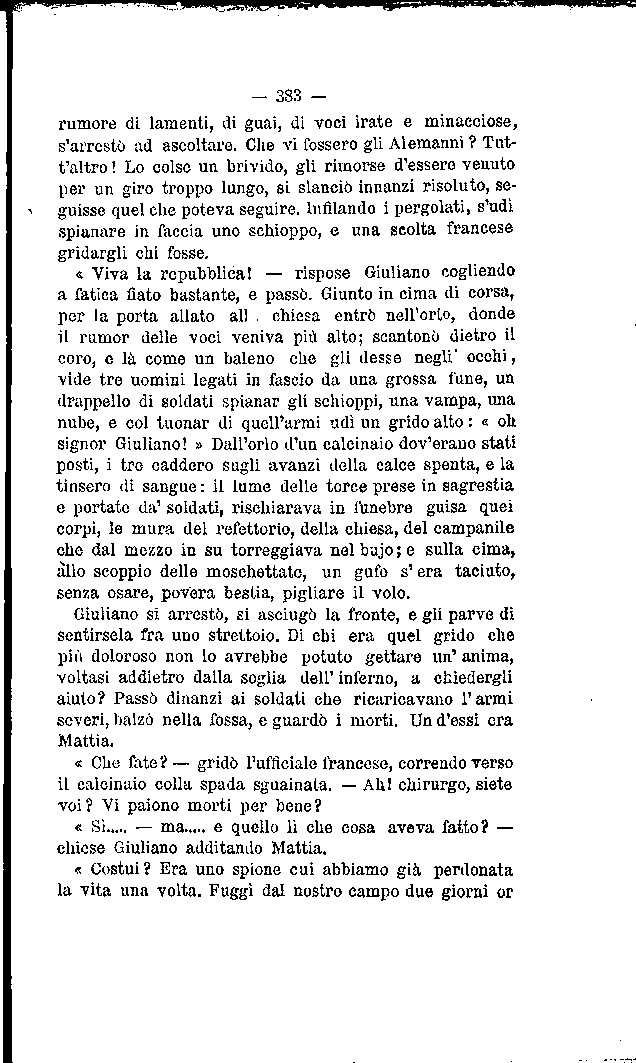 — 383 —
rumore di lamenti, di guai, di voci irate e minacciose,
s'arrestò ad ascoltare. Che vi fossero gli Alemanni? Tut-
t'altro! Lo colse un brivido, gli rimorse d'essere venuto
per un giro troppo lungo, si slanciò innanzi risoluto, se-
guisse quel che poteva seguire. Infilando i pergolati, s'udì
spianare in faccia uno schioppo, e una scolta francese
gridargli chi fosse.
« Viva la repubblica! — rispose Giuliano cogliendo
a fatica fiato bastante, e passò. Giunto in cima di corsa,
per la porta allato all . chiesa entrò nell'orto, donde
il rumor delle voci veniva più alto; scantonò dietro il
coro, e là come un baleno che gli desse negli occhi,
vide tre uomini legati in fascio da una grossa fune, un
drappello di soldati spianar gli schioppi, una vampa, una
nube, e col tuonar di quell'armi udì un grido alto: « oh
signor Giuliano! » Dall'orlo d'un calcinaio dov'erano stati
posti, i tre caddero sugli avanzi della calce spenta, e la
tinsero di sangue: il lume delle torce prese in sagrestia
e portate da' soldati, rischiarava in funebre guisa quei
corpi, le mura del refettorio, della chiesa, del campanile
che dal mezzo in su torreggiava nel bujo; e sulla cima,
allo scoppio delle moschettate, un gufo s'era taciuto,
senza osare, povera bestia, pigliare il volo.
Giuliano si arrestò, si asciugò la fronte, e gli parve di
sentirsela fra uno strettoio. Di chi era quel grido che
più doloroso non lo avrebbe potuto gettare un'anima,
voltasi addietro dalla soglia dell'inferno, a chiedergli
aiuto? Passò dinanzi ai soldati che ricaricavano l'armi
severi, balzò nella fossa, e guardò i morti. Un d'essi era
Mattia.
« Che fate? — gridò l'ufficiale francese, correndo verso
il calcinaio colla spada sguainata. — Ah! chirurgo, siete
voi? Vi paiono morti per bene?
« Sì..... — ma..... e quello lì che cosa aveva fatto? —
chiese Giuliano additando Mattia.
« Costui? Era uno spione cui abbiamo già perdonata
la vita una volta. Fuggì dal nostro campo due giorni or